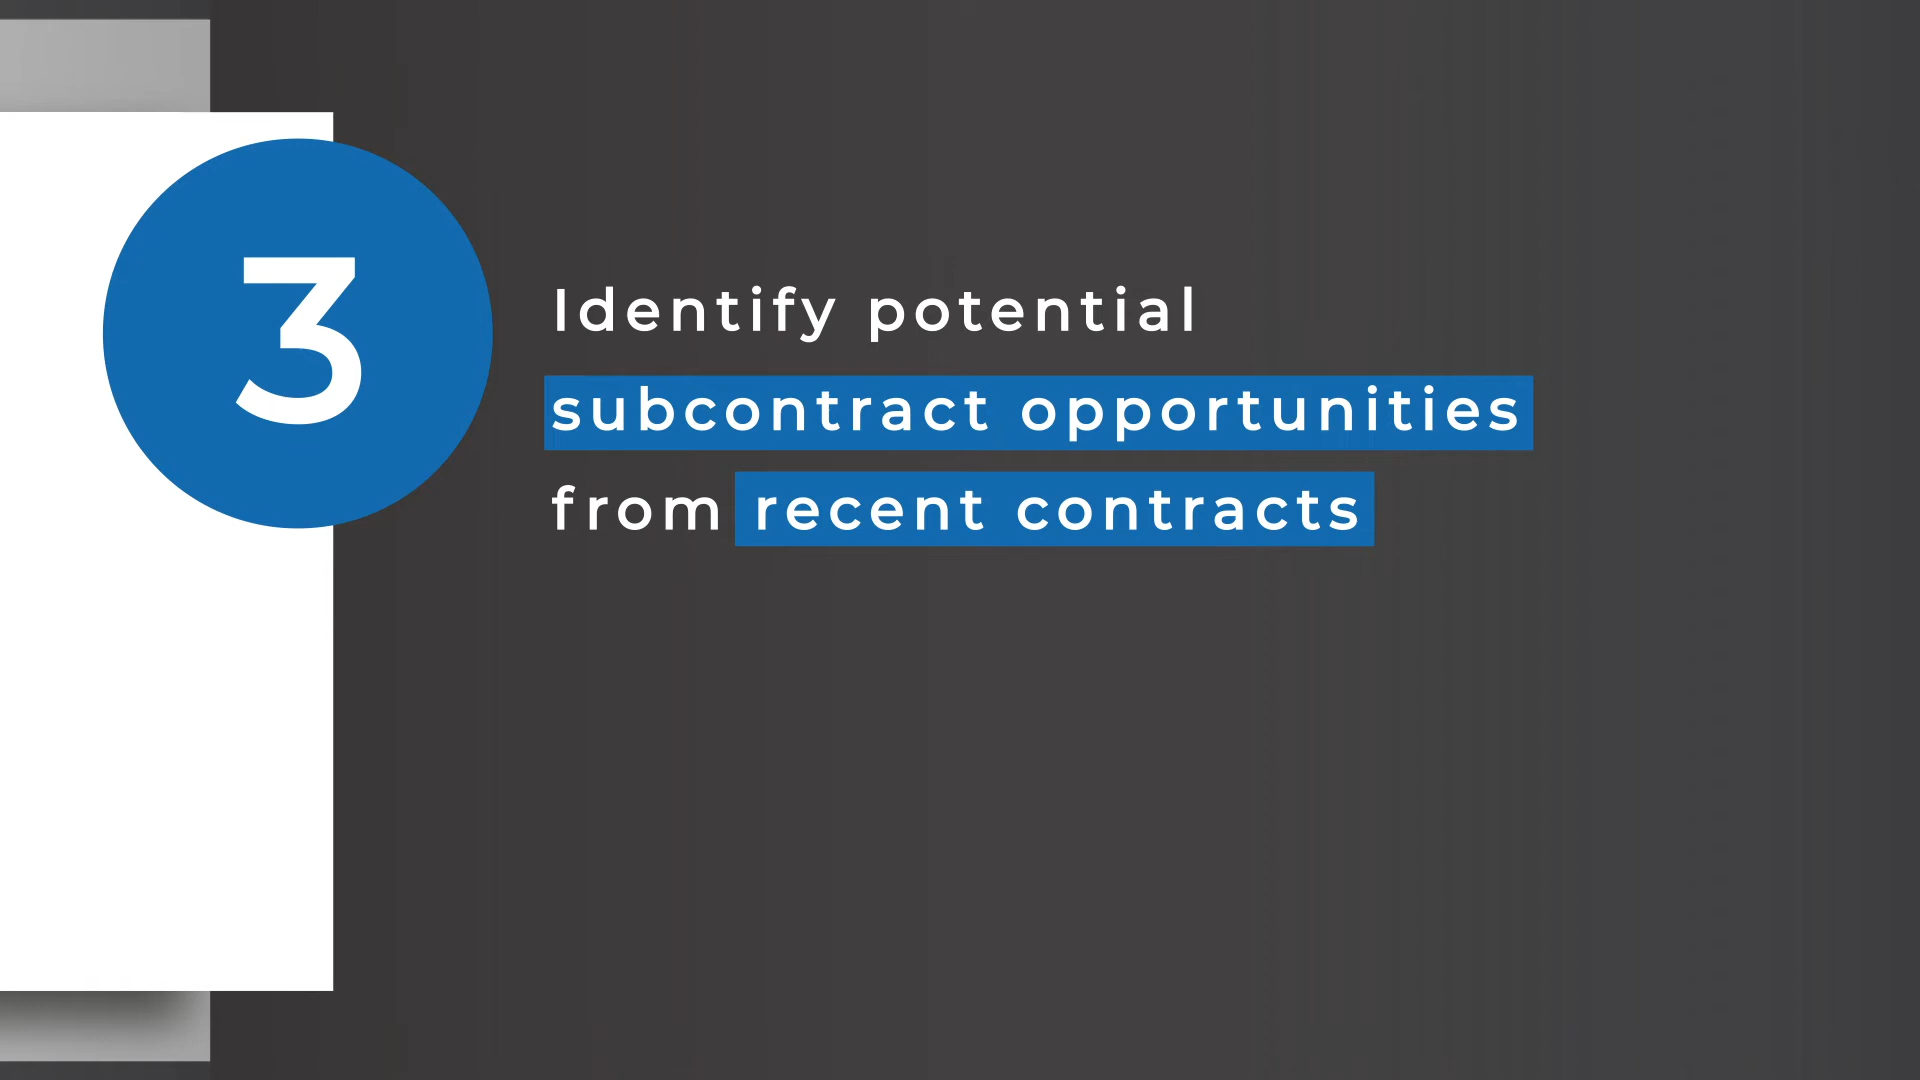 3
Identify potential
subcontract opportunities
from recent contracts